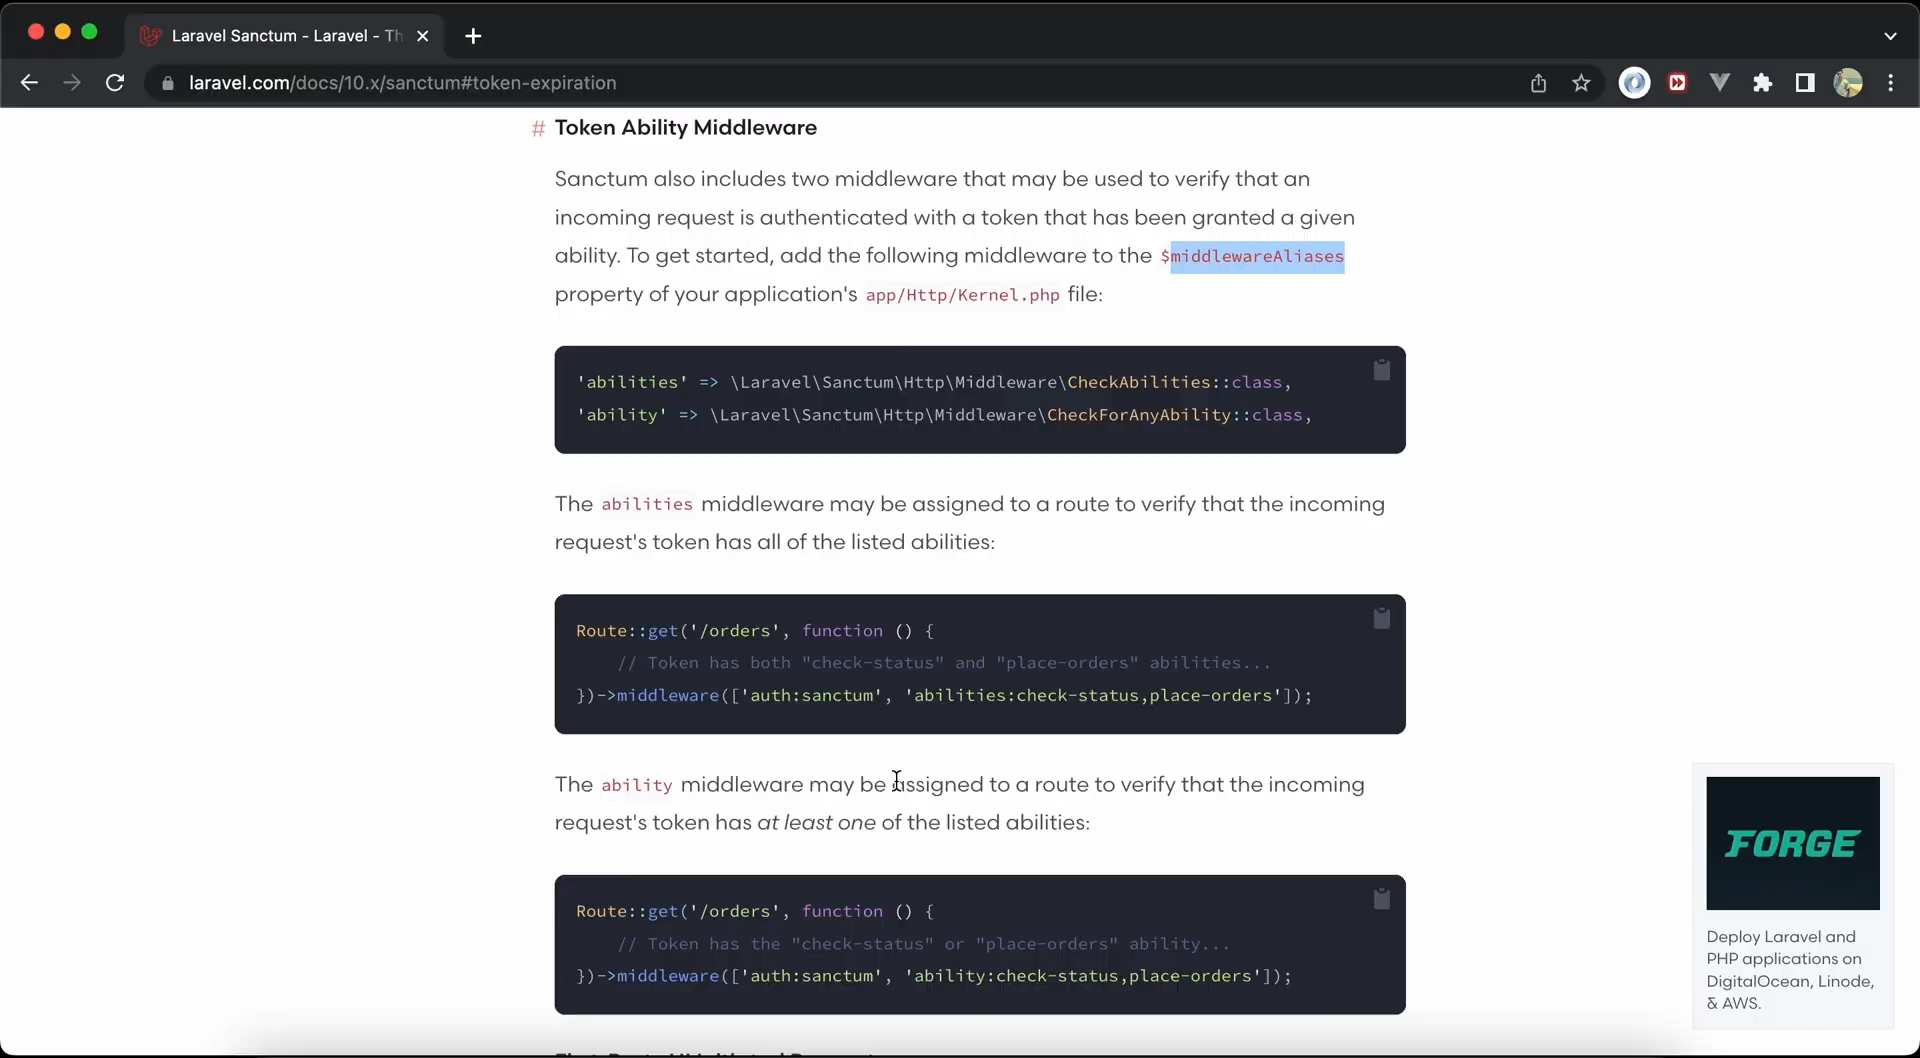 Laravel Sanctum - Laravel - Th
laravel.com/docs/10.x/sanctum#token-expiration
# Token Ability Middleware
Sanctum also includes two middleware that may be used to verify that an
incoming request is authenticated with a token that has been granted a given
ability. To get started, add the following middleware to the $middlewareAliases
property of your application's app/Http/Kernel.php file:
'abilities' => \Laravel\Sanctum\Http\Middleware\CheckAbilities::class,
'ability' => \Laravel\Sanctum\Http\Middleware\CheckForAnyAbility::class,
The abilities middleware may be assigned to a route to verify that the incoming
request's token has all of the listed abilities:
Route::get('/orders', function () {
// Token has both "check-status" and "place-orders" abilities...
})->middleware(['auth:sanctum', 'abilities:check-status,place-orders']);
The ability middleware may be assigned to a route to verify that the incoming
request's token has at least one of the listed abilities:
Route::get('/orders', function () {
// Token has the "check-status" or "place-orders" ability...
})->middleware(['auth:sanctum', 'ability:check-status,place-orders']);
FORGE
Deploy Laravel and
PHP applications on
DigitalOcean, Linode,
& AWS.